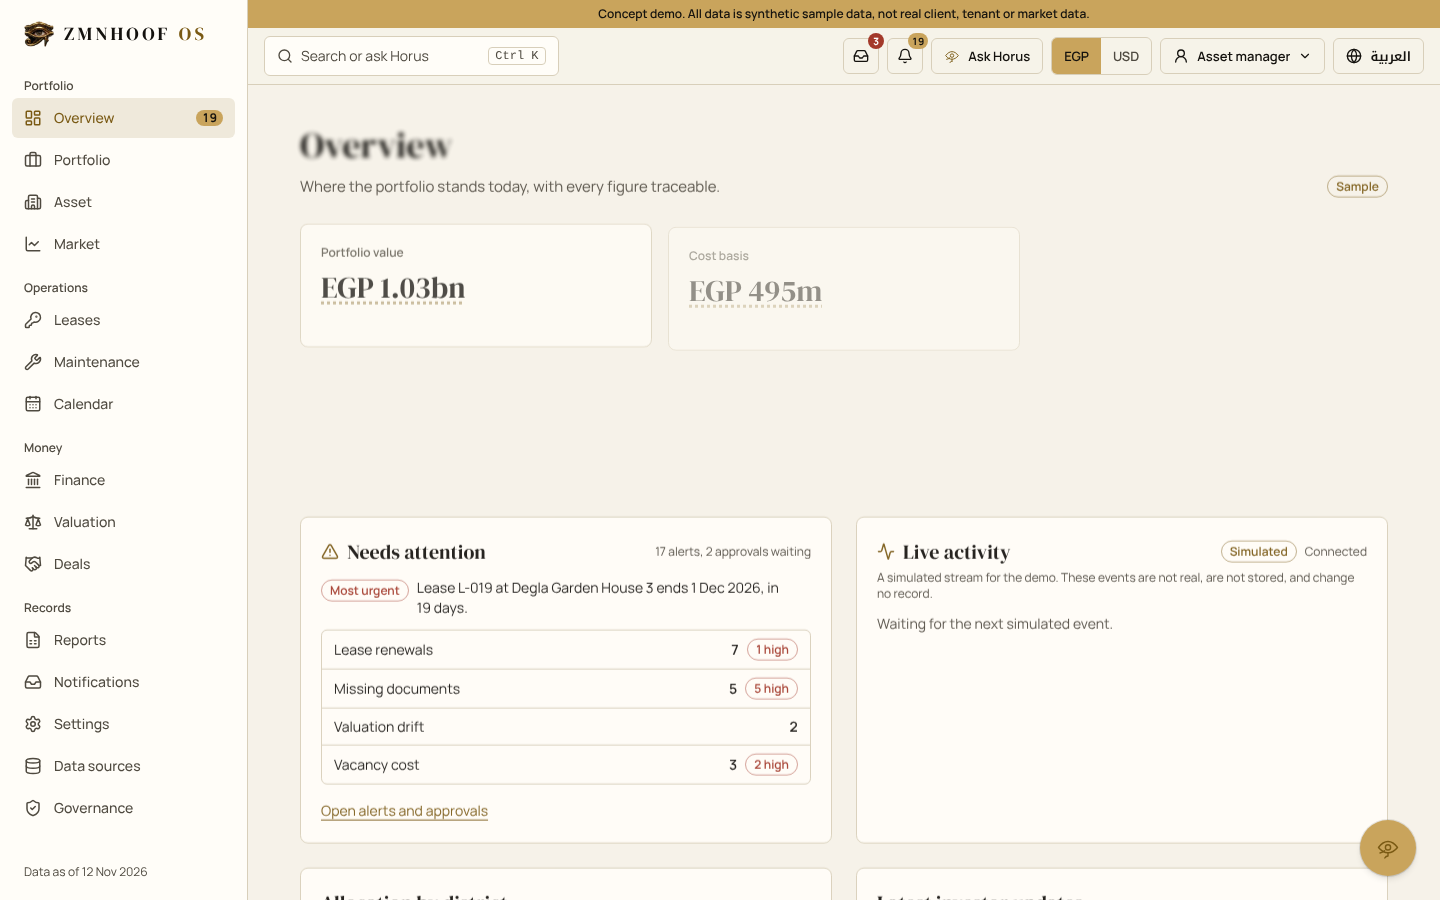 ZMNHOOF OS
Portfolio
Overview 19
Portfolio
Asset
Market
Operations
Leases
Maintenance
Calendar
Money
Finance
Valuation
Deals
Records
Reports
Notifications
Settings
Data sources
Governance
Data as of 12 Nov 2026
Concept demo. All data is synthetic sample data, not real client, tenant or market data.
Search or ask Horus Ctrl K
3 19 Ask Horus EGP USD Asset manager العربية
Overview
Where the portfolio stands today, with every figure traceable. Sample
Portfolio value
EGP 1.03bn
Cost basis
EGP 495m
Needs attention 17 alerts, 2 approvals waiting
Most urgent Lease L-019 at Degla Garden House 3 ends 1 Dec 2026, in
19 days.
Lease renewals 7 1 high
Missing documents 5 5 high
Valuation drift 2
Vacancy cost 3 2 high
Open alerts and approvals
Live activity Simulated Connected
A simulated stream for the demo. These events are not real, are not stored, and change
no record.
Waiting for the next simulated event.
Allocation by district
Latest investor updates